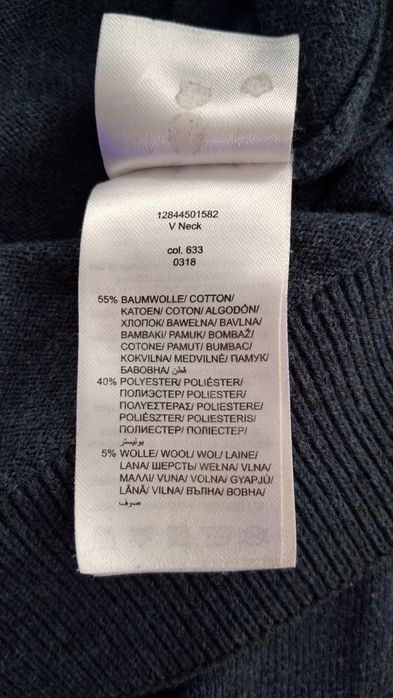 12844501582
V Neck
col. 633
0318
55% BAUMWOLLE/ COTTON/
KATOEN/ COTON/ ALGODÓN/
ХЛОПОК/ BAWEŁNA/ BAVLNA/
ΒΑΜΒΑΚΙ/ PAMUK/ BOMBAŽ/
COTONE/ PAMUT/ BUMBAC/
KOKVILNA/ MEDVILNĖ/ ПАМУК/
БАВОВНА/ قطن
40% POLYESTER/ POLIÉSTER/
ПОЛИЭСТЕР/ POLIESTER/
ΠΟΛΥΕΣΤΕΡΑΣ/ POLIESTERE/
POLIÉSZTER/ POLIESTERIS/
ПОЛИЕСТЕР/ ПОЛІЕСТЕР/
بوليستر
5% WOLLE/ WOOL/ WOL/ LAINE/
LANA/ ШЕРСТЬ/ WEŁNA/ VLNA/
ΜΑΛΛΙ/ VUNA/ VOLNA/ GYAPJÚ/
LÂNĂ/ VILNA/ ВЪЛНА/ ВОВНА/
صوف